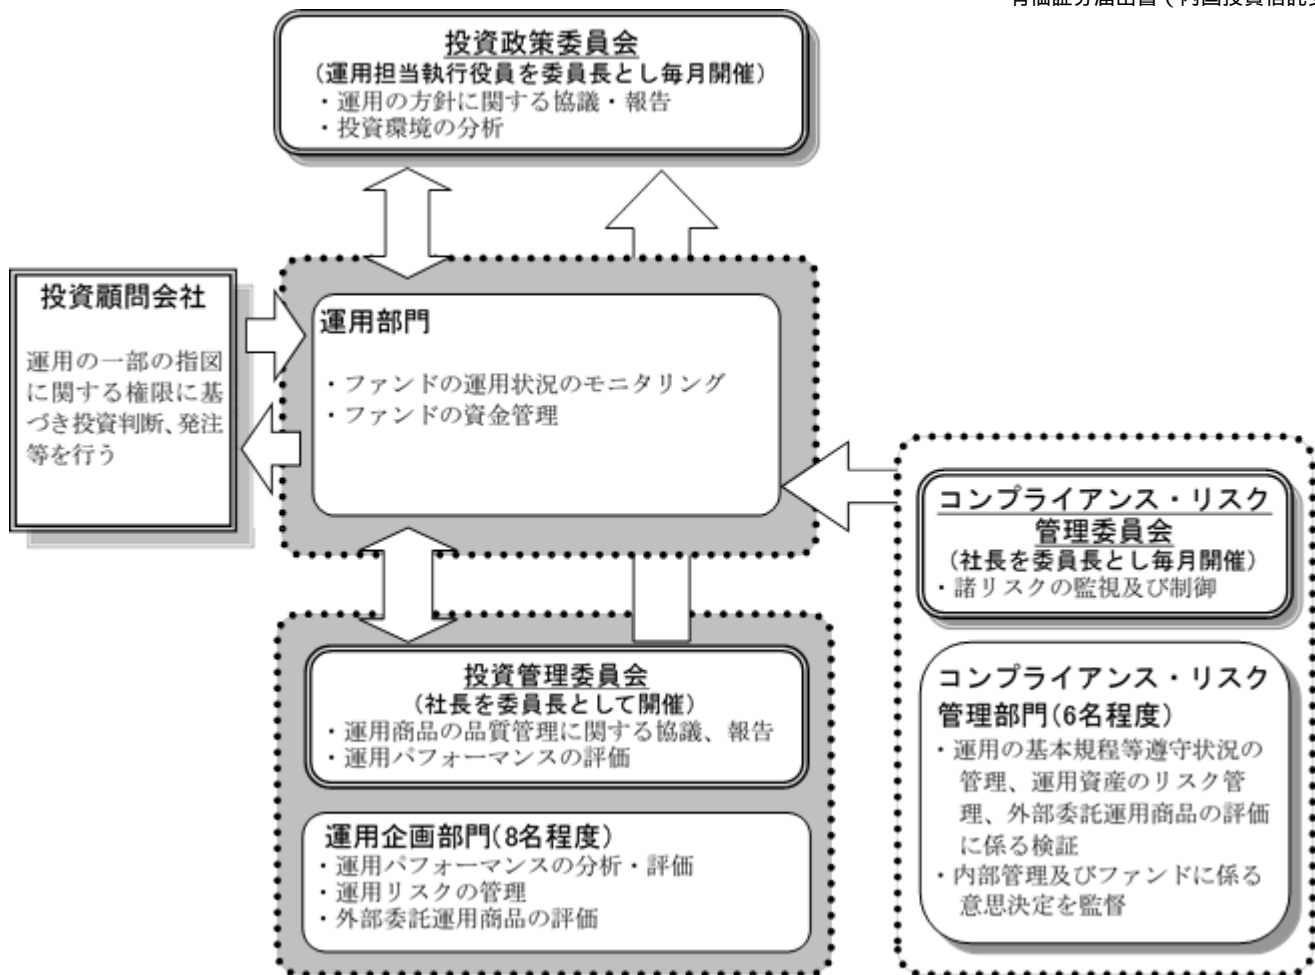 有価証券届出書(内国投資信託受
投資政策委員会
(運用担当執行役員を委員長とし毎月開催)
・運用の方針に関する協議・報告
・投資環境の分析
投資顧問会社
運用の一部の指図
に関する権限に基
づき投資判断、発注
等を行う
運用部門
・ファンドの運用状況のモニタリング
・ファンドの資金管理
コンプライアンス・リスク
管理委員会
(社長を委員長とし毎月開催)
・諸リスクの監視及び制御
投資管理委員会
(社長を委員長として開催)
・運用商品の品質管理に関する協議、報告
・運用パフォーマンスの評価
運用企画部門(8名程度)
・運用パフォーマンスの分析・評価
・運用リスクの管理
・外部委託運用商品の評価
コンプライアンス・リスク
管理部門(6名程度)
・運用の基本規程等遵守状況の
管理、運用資産のリスク管
理、外部委託運用商品の評価
に係る検証
・内部管理及びファンドに係る
意思決定を監督